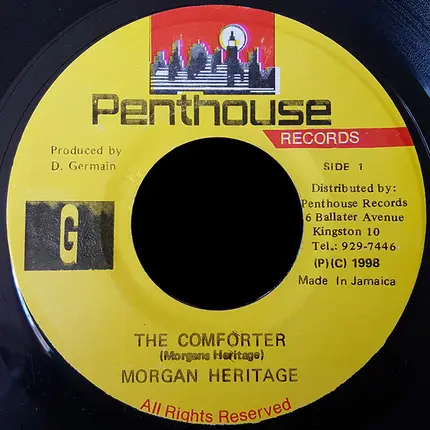 Penthouse
RECORDS
Produced by
D. Germain
SIDE 1
G
Distributed by:
Penthouse Records
6 Ballater Avenue
Kingston 10
Tel.: 929-7446
(P)(C) 1998
Made In Jamaica
THE COMFORTER
(Morgans Heritage)
MORGAN HERITAGE
All Rights Reserved